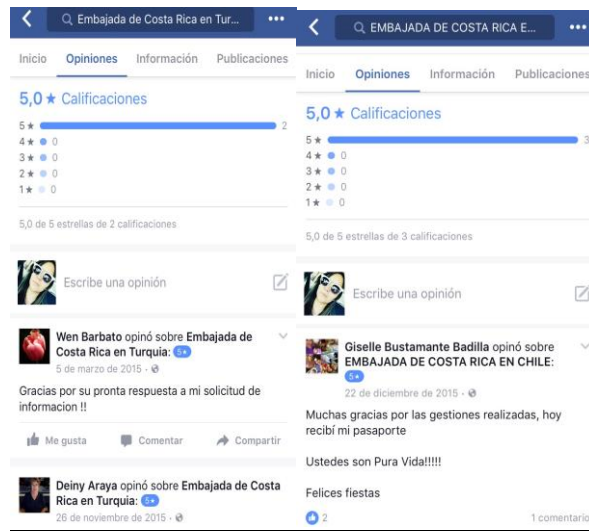 Embajada de Costa Rica en Tur...
Inicio Opiniones Información Publicaciones
5,0 ★ Calificaciones
5 ★ 2
4 ★ 0
3 ★ 0
2 ★ 0
1 ★ 0
5,0 de 5 estrellas de 2 calificaciones
Escribe una opinión
Wen Barbato opinó sobre Embajada de
Costa Rica en Turquia: 5★
5 de marzo de 2015 ·
Gracias por su pronta respuesta a mi solicitud de
informacion !!
Me gusta Comentar Compartir
Deiny Araya opinó sobre Embajada de Costa
Rica en Turquia: 5★
26 de noviembre de 2015 ·
EMBAJADA DE COSTA RICA E...
Inicio Opiniones Información Publicaciones
5,0 ★ Calificaciones
5 ★ 3
4 ★ 0
3 ★ 0
2 ★ 0
1 ★ 0
5,0 de 5 estrellas de 3 calificaciones
Escribe una opinión
Giselle Bustamante Badilla opinó sobre
EMBAJADA DE COSTA RICA EN CHILE:
5★
22 de diciembre de 2015 ·
Muchas gracias por las gestiones realizadas, hoy
recibí mi pasaporte
Ustedes son Pura Vida!!!!!
Felices fiestas
2 1 comentario